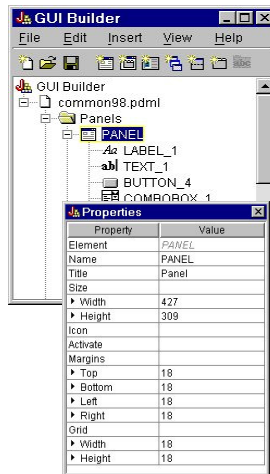 GUI Builder
File Edit Insert View Help
GUI Builder
common98.pdml
Panels
PANEL
Aa LABEL_1
ab| TEXT_1
BUTTON_4
COMBOBOX_1
Properties
Property Value
Element PANEL
Name PANEL
Title Panel
Size
Width 427
Height 309
Icon
Activate
Margins
Top 18
Bottom 18
Left 18
Right 18
Grid
Width 18
Height 18